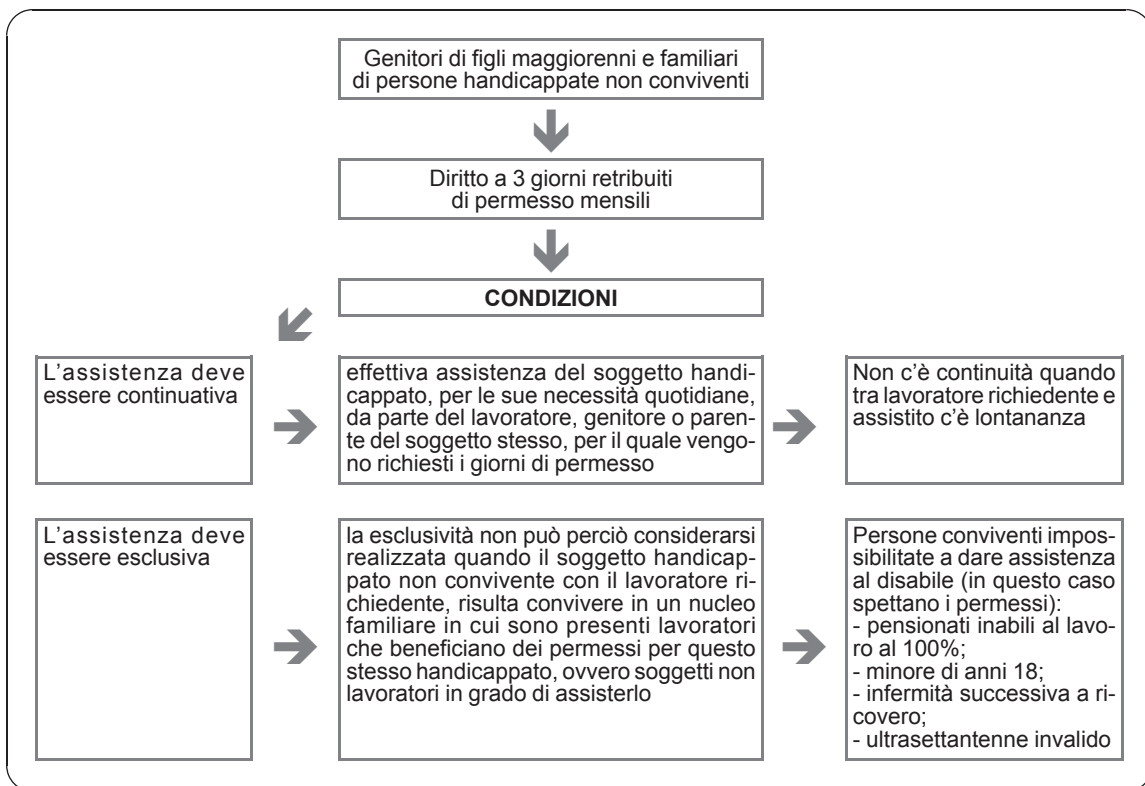 Genitori di figli maggiorenni e familiari
di persone handicappate non conviventi
Diritto a 3 giorni retribuiti
di permesso mensili
CONDIZIONI
L'assistenza deve
essere continuativa
effettiva assistenza del soggetto handi-
cappato, per le sue necessità quotidiane,
da parte del lavoratore, genitore o paren-
te del soggetto stesso, per il quale vengo-
no richiesti i giorni di permesso
Non c'è continuità quando
tra lavoratore richiedente e
assistito c'è lontananza
L'assistenza deve
essere esclusiva
la esclusività non può perciò considerarsi
realizzata quando il soggetto handicap-
pato non convivente con il lavoratore ri-
chiedente, risulta convivere in un nucleo
familiare in cui sono presenti lavoratori
che beneficiano dei permessi per questo
stesso handicappato, ovvero soggetti non
lavoratori in grado di assisterlo
Persone conviventi impos-
sibilitate a dare assistenza
al disabile (in questo caso
spettano i permessi):
- pensionati inabili al lavo-
ro al 100%;
- minore di anni 18;
- infermità successiva a ri-
covero;
- ultrasettantenne invalido